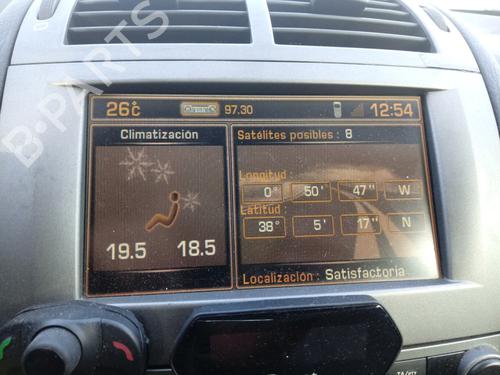 26°C 97.30 12:54
Climatización
19.5 18.5
Satélites posibles : 8
Longitud :
0° 50' 47" W
Latitud :
38° 5' 17" N
Localización : Satisfactoria
B-PARTS